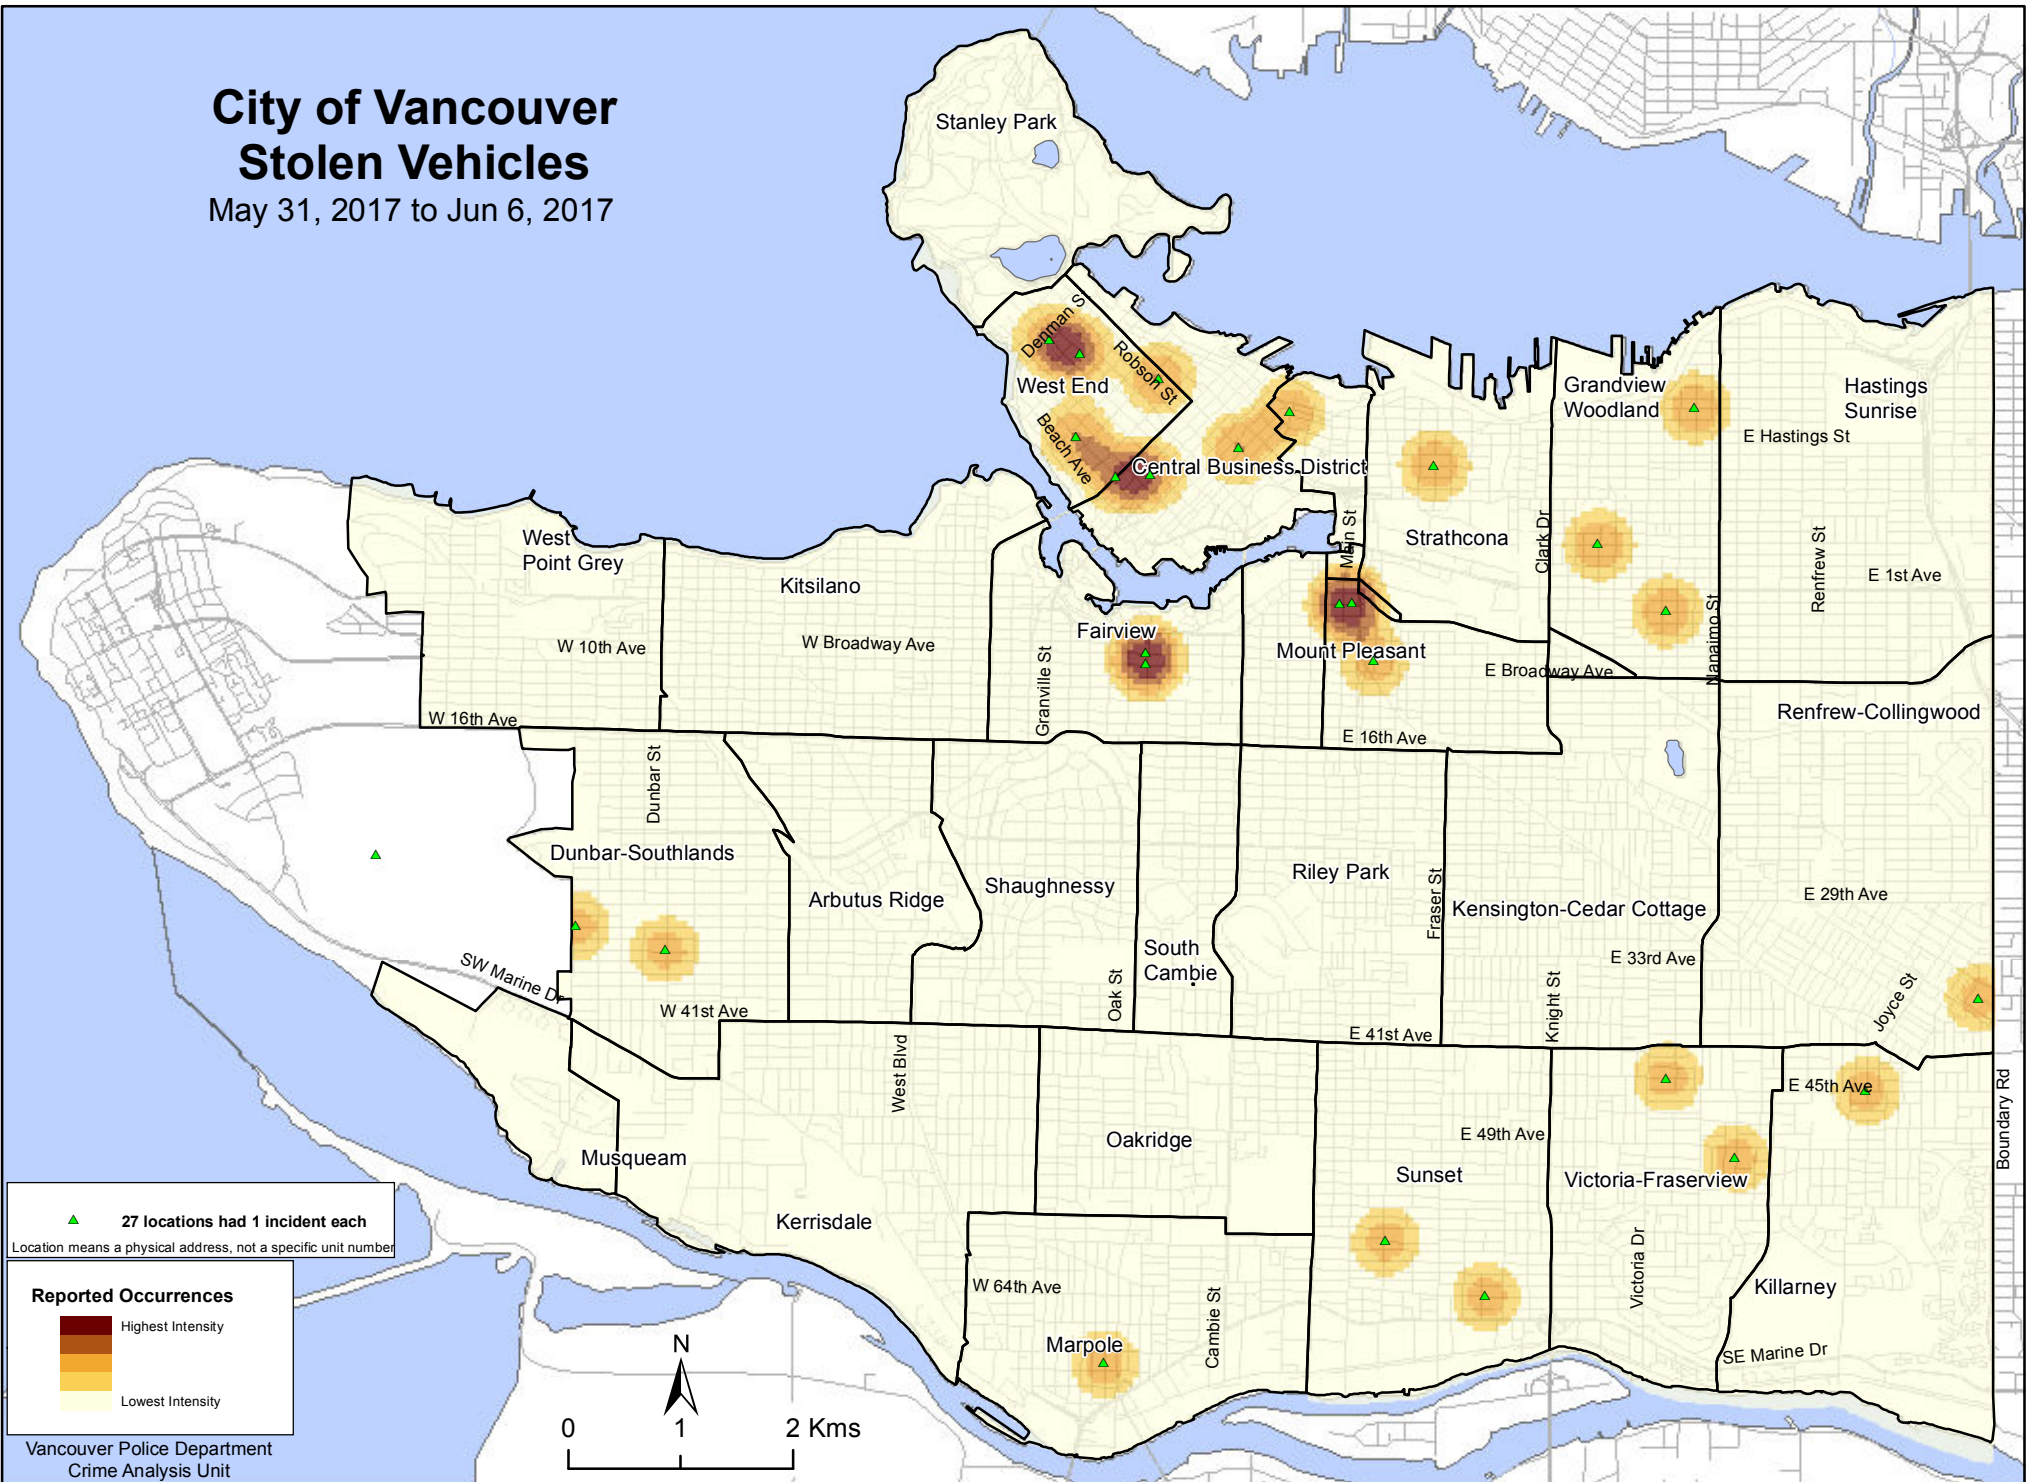 City of Vancouver
Stolen Vehicles
May 31, 2017 to Jun 6, 2017
Stanley Park
Denman S
Robson St
West End
Beach Ave
Central Business District
Grandview
Woodland
Hastings
Sunrise
E Hastings St
Main St
Strathcona
Clark Dr
Renfrew St
E 1st Ave
Nanaimo St
West
Point Grey
Kitsilano
W 10th Ave
W Broadway Ave
Fairview
Granville St
Mount Pleasant
E Broadway Ave
W 16th Ave
E 16th Ave
Renfrew-Collingwood
Dunbar St
Dunbar-Southlands
Arbutus Ridge
Shaughnessy
Riley Park
Fraser St
Kensington-Cedar Cottage
E 29th Ave
South
Cambie
E 33rd Ave
SW Marine Dr
W 41st Ave
Oak St
Knight St
Joyce St
E 41st Ave
West Blvd
E 45th Ave
Boundary Rd
E 49th Ave
Oakridge
Musqueam
Sunset
Victoria-Fraserview
Kerrisdale
Victoria Dr
W 64th Ave
Cambie St
Killarney
Marpole
SE Marine Dr
27 locations had 1 incident each
Location means a physical address, not a specific unit number
Reported Occurrences
Highest Intensity
Lowest Intensity
Vancouver Police Department
Crime Analysis Unit
N
0 1 2 Kms